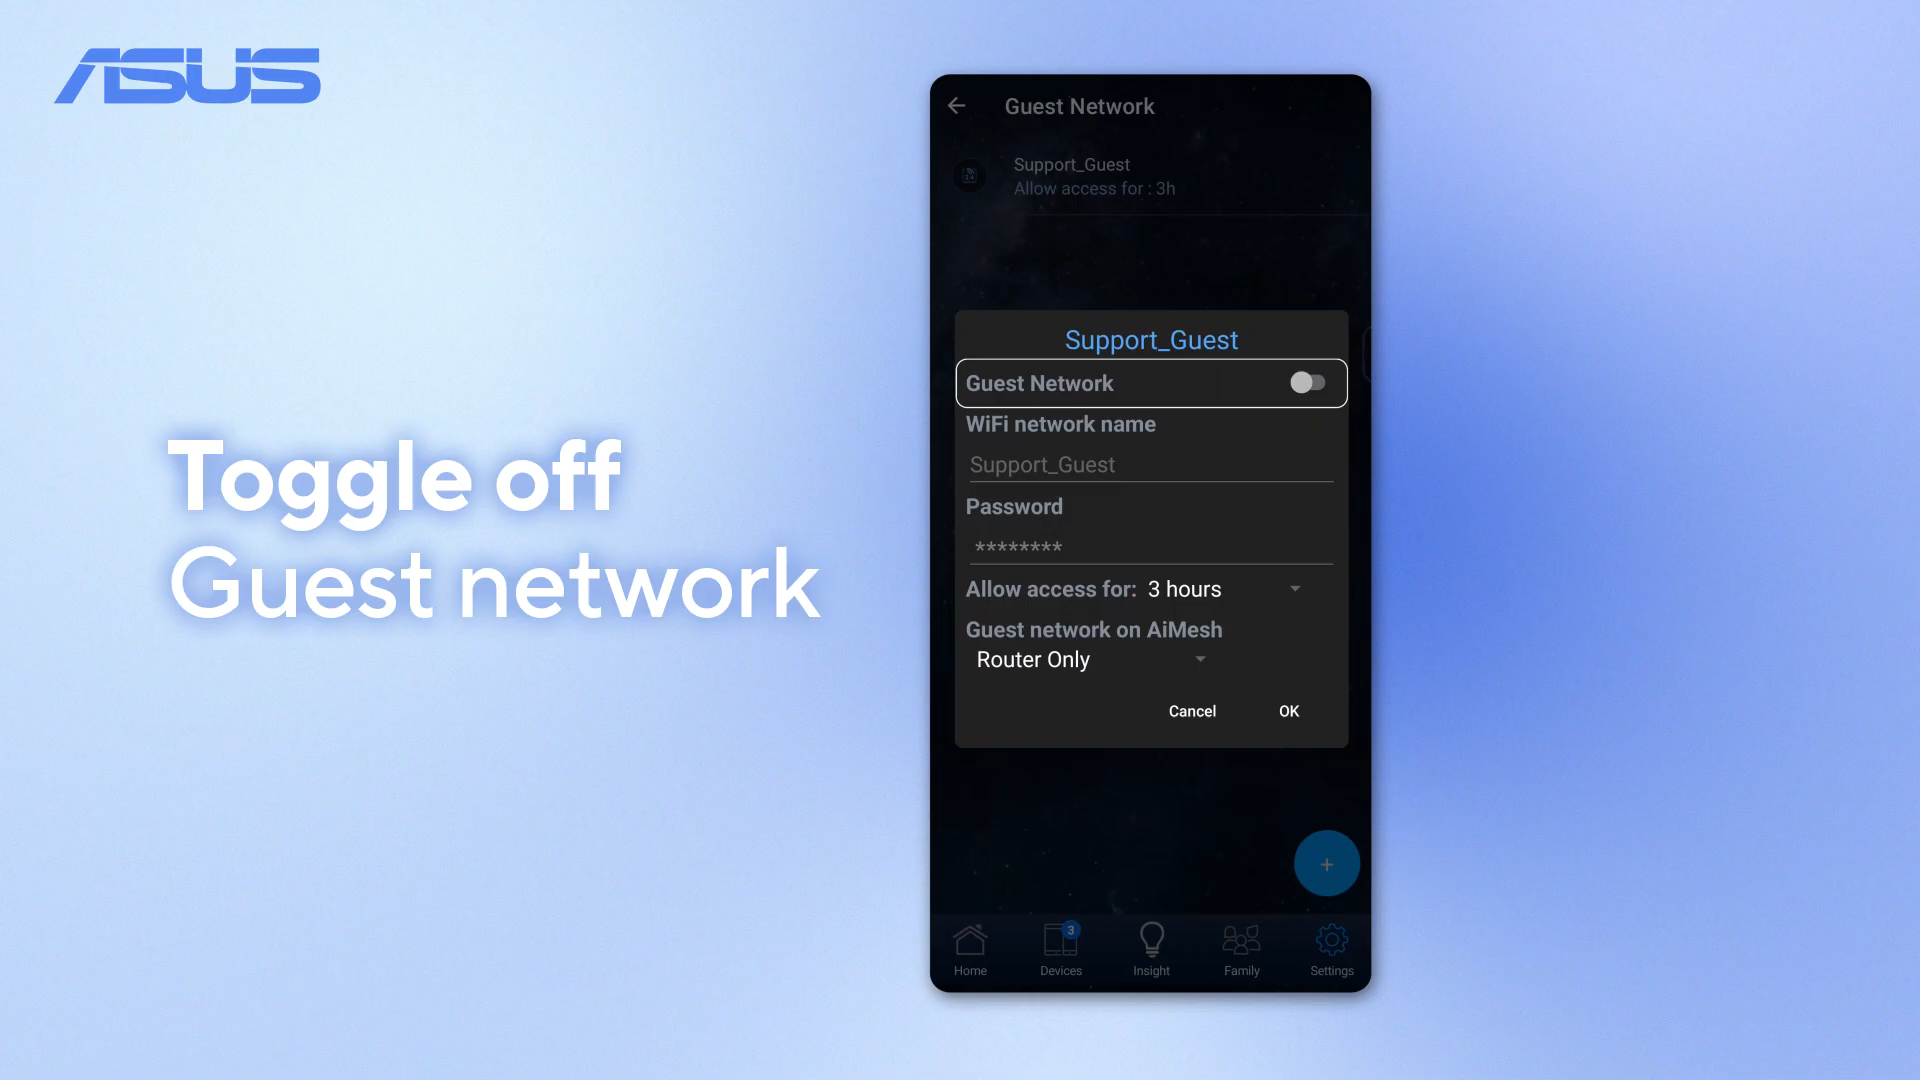 ASUS
Toggle off
Guest network
Guest Network
Support_Guest
Allow access for : 3h
Support_Guest
Guest Network
WiFi network name
Support_Guest
Password
********
Allow access for: 3 hours
Guest network on AiMesh
Router Only
Cancel OK
+
3
Home Devices Insight Family Settings